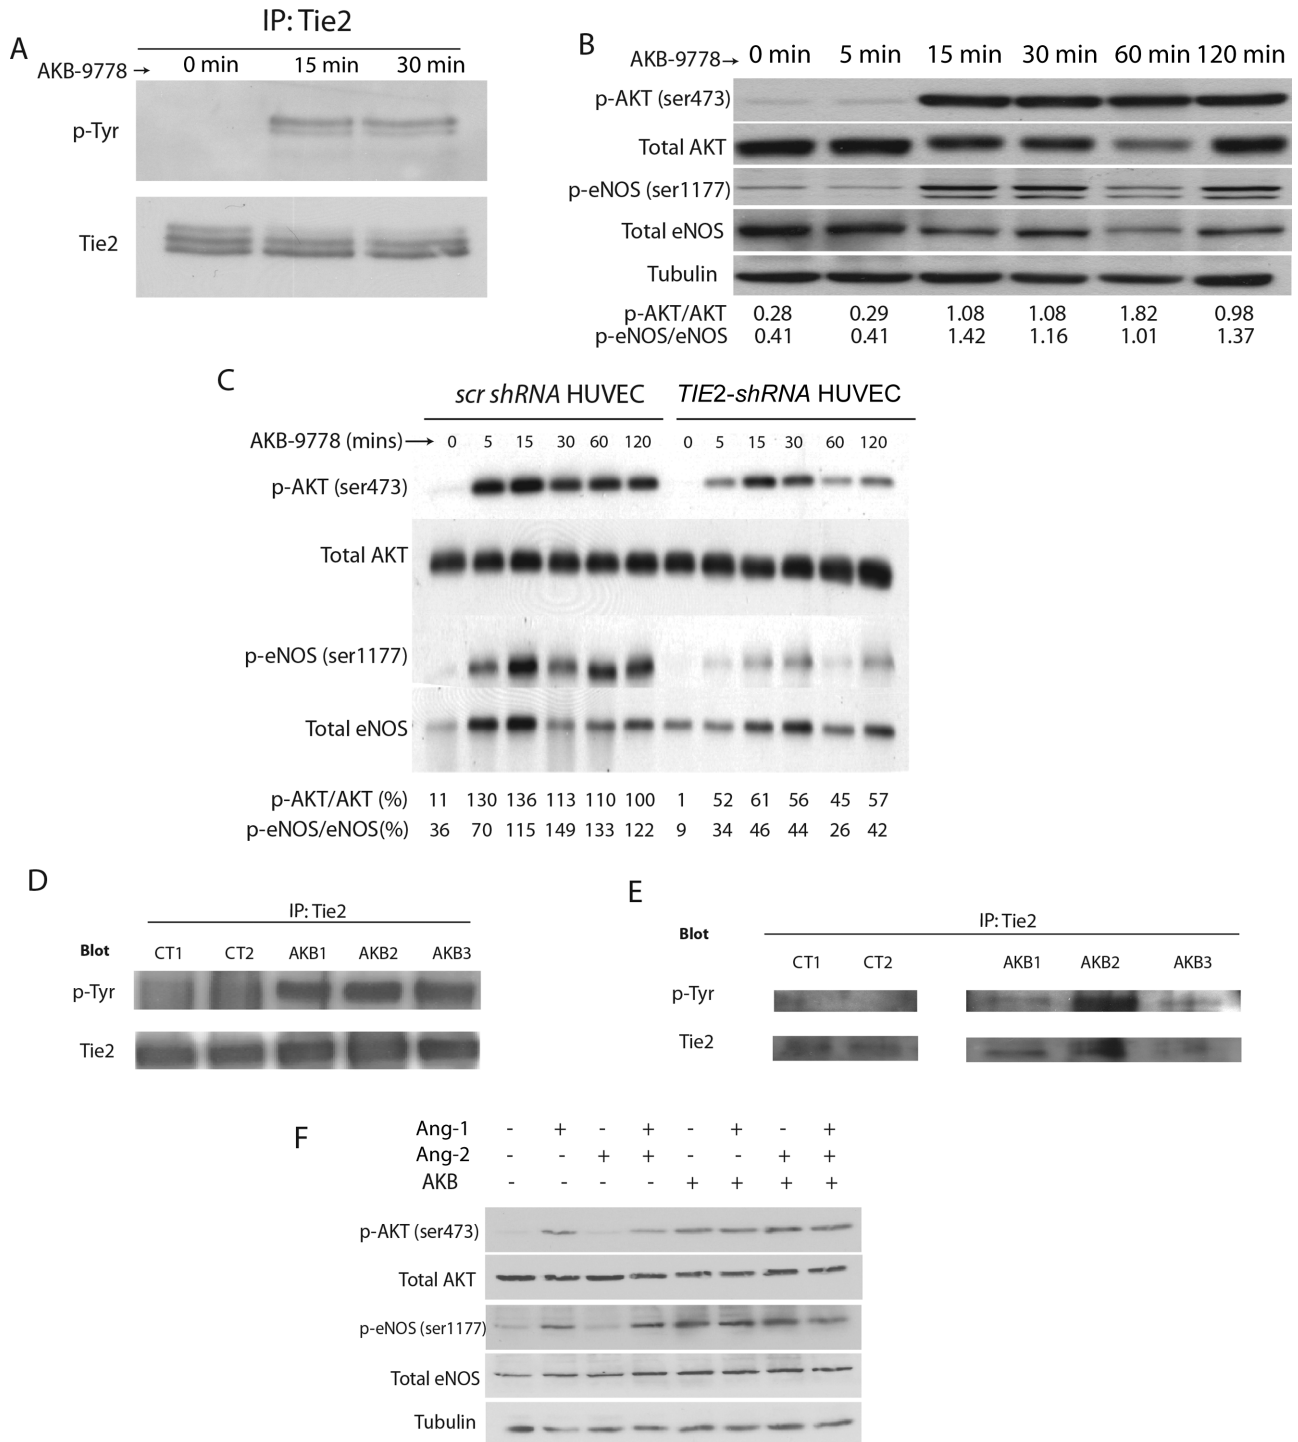 A
IP: Tie2
AKB-9778 → 0 min 15 min 30 min
p-Tyr
Tie2
B
AKB-9778→ 0 min 5 min 15 min 30 min 60 min 120 min
p-AKT (ser473)
Total AKT
p-eNOS (ser1177)
Total eNOS
Tubulin
p-AKT/AKT 0.28 0.29 1.08 1.08 1.82 0.98
p-eNOS/eNOS 0.41 0.41 1.42 1.16 1.01 1.37
C
scr shRNA HUVEC TIE2-shRNA HUVEC
AKB-9778 (mins)→ 0 5 15 30 60 120 0 5 15 30 60 120
p-AKT (ser473)
Total AKT
p-eNOS (ser1177)
Total eNOS
p-AKT/AKT (%) 11 130 136 113 110 100 1 52 61 56 45 57
p-eNOS/eNOS(%) 36 70 115 149 133 122 9 34 46 44 26 42
D
IP: Tie2
Blot CT1 CT2 AKB1 AKB2 AKB3
p-Tyr
Tie2
E
IP: Tie2
Blot
CT1 CT2 AKB1 AKB2 AKB3
p-Tyr
Tie2
F
Ang-1 - + - + - + - +
Ang-2 - - + + - - + +
AKB - - - - + + + +
p-AKT (ser473)
Total AKT
p-eNOS (ser1177)
Total eNOS
Tubulin